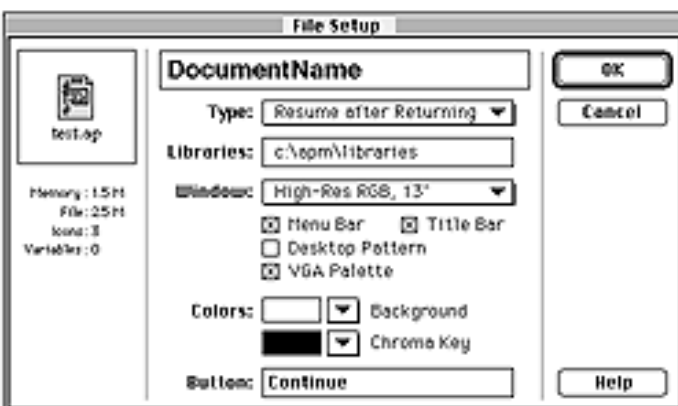 File Setup
test.ap
Memory: 1.5 M
File: 25 M
Icons: 3
Variables: 0
DocumentName
Type: Resume after Returning
Libraries: c:\apm\libraries
Window: High-Res RGB, 13"
Menu Bar Title Bar
Desktop Pattern
VGA Palette
Colors: Background
Chroma Key
Button: Continue
OK
Cancel
Help